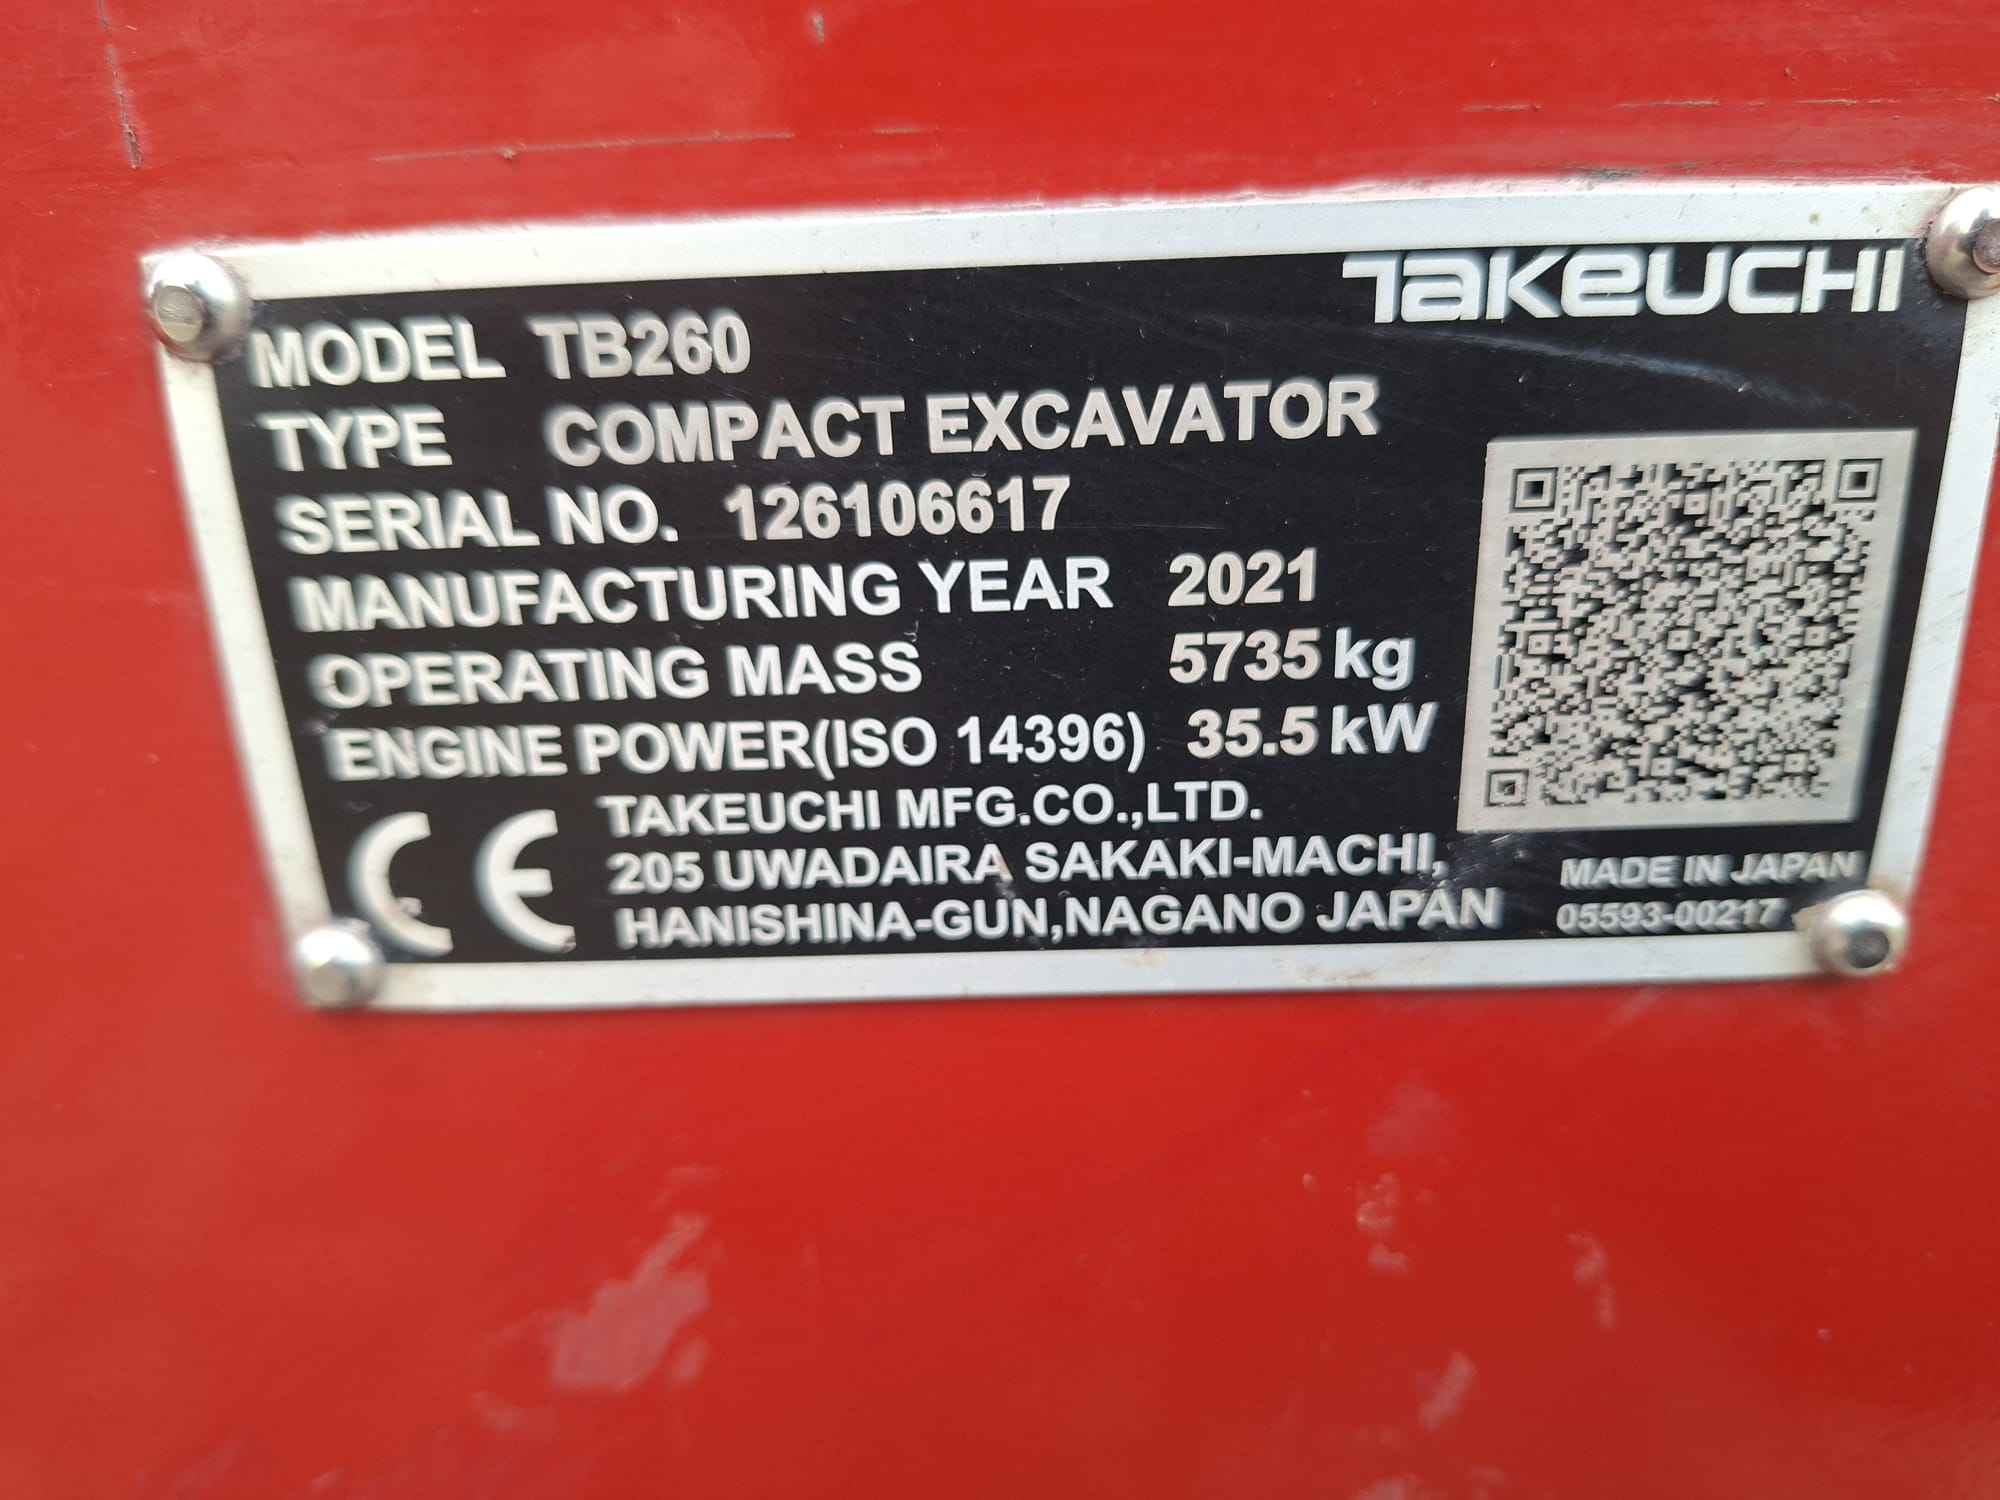 TAKEUCHI
MODEL TB260
TYPE COMPACT EXCAVATOR
SERIAL NO. 126106617
MANUFACTURING YEAR 2021
OPERATING MASS 5735 kg
ENGINE POWER(ISO 14396) 35.5 kW
CE
TAKEUCHI MFG.CO.,LTD.
205 UWADAIRA SAKAKI-MACHI,
HANISHINA-GUN,NAGANO JAPAN
MADE IN JAPAN
05593-00217